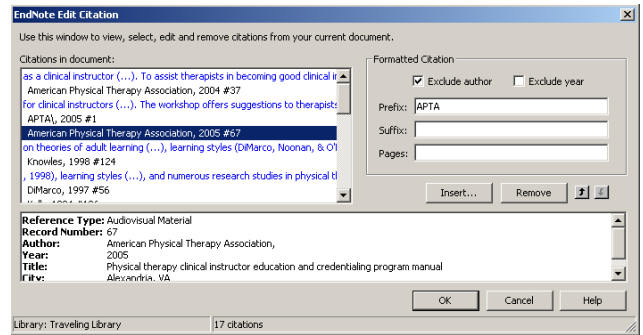 EndNote Edit Citation
Use this window to view, select, edit and remove citations from your current document.
Citations in document:
as a clinical instructor (...). To assist therapists in becoming good clinical ir
American Physical Therapy Association, 2004 #37
for clinical instructors (...). The workshop offers suggestions to therapists
APTA\, 2005 #1
American Physical Therapy Association, 2005 #67
on theories of adult learning (...), learning styles (DiMarco, Noonan, & O'l
Knowles, 1998 #124
, 1998), learning styles (...), and numerous research studies in physical tl
DiMarco, 1997 #56
Formatted Citation
Exclude author
Exclude year
Prefix: APTA
Suffix:
Pages:
Insert...
Remove
Reference Type: Audiovisual Material
Record Number: 67
Author: American Physical Therapy Association,
Year: 2005
Title: Physical therapy clinical instructor education and credentialing program manual
City: Alexandria, VA
OK
Cancel
Help
Library: Traveling Library
17 citations